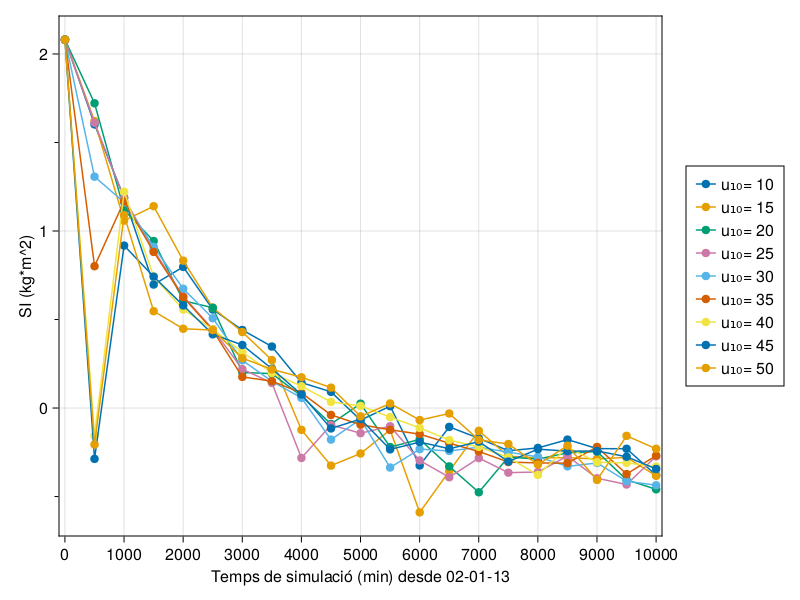 2
1
0
SI (kg*m^2)
0 1000 2000 3000 4000 5000 6000 7000 8000 9000 10000
Temps de simulació (min) desde 02-01-13
u₁₀= 10
u₁₀= 15
u₁₀= 20
u₁₀= 25
u₁₀= 30
u₁₀= 35
u₁₀= 40
u₁₀= 45
u₁₀= 50